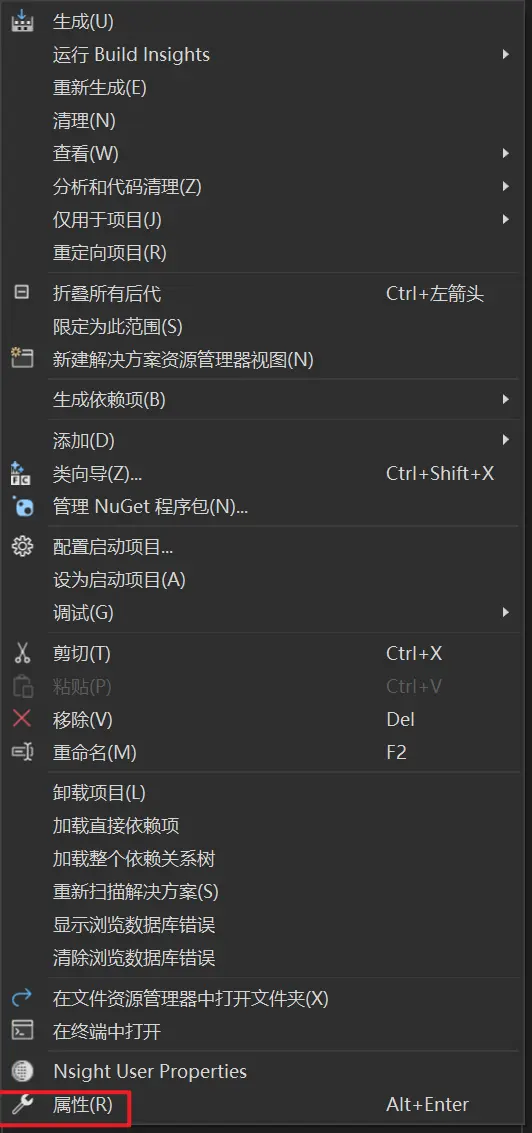 生成(U)
运行 Build Insights
重新生成(E)
清理(N)
查看(W)
分析和代码清理(Z)
仅用于项目(J)
重定向项目(R)
折叠所有后代 Ctrl+左箭头
限定为此范围(S)
新建解决方案资源管理器视图(N)
生成依赖项(B)
添加(D)
类向导(Z)... Ctrl+Shift+X
管理 NuGet 程序包(N)...
配置启动项目...
设为启动项目(A)
调试(G)
剪切(T) Ctrl+X
粘贴(P) Ctrl+V
移除(V) Del
重命名(M) F2
卸载项目(L)
加载直接依赖项
加载整个依赖关系树
重新扫描解决方案(S)
显示浏览数据库错误
清除浏览数据库错误
在文件资源管理器中打开文件夹(X)
在终端中打开
Nsight User Properties
属性(R) Alt+Enter